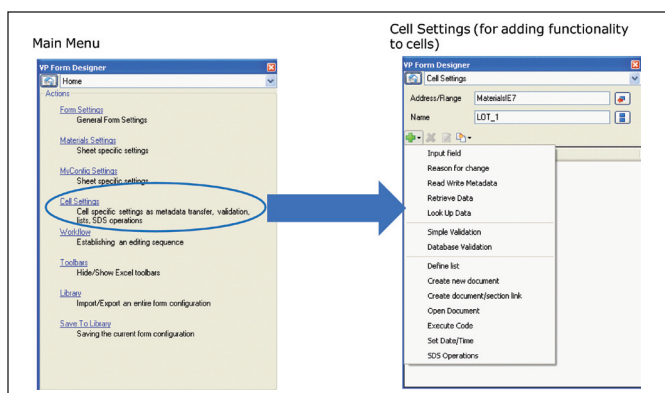 Main Menu
VP Form Designer
Home
Actions
Form Settings
General Form Settings
Materials Settings
Sheet specific settings
MyConfig Settings
Sheet specific settings
Cell Settings
Cell specific settings as metadata transfer, validation,
lists, SDS operations
Workflow
Establishing an editing sequence
Toolbars
Hide/Show Excel toolbars
Library
Import/Export an entire form configuration
Save To Library
Saving the current form configuration
Cell Settings (for adding functionality
to cells)
VP Form Designer
Cell Settings
Address/Range Materials!E7
Name LOT_1
Input field
Reason for change
Read Write Metadata
Retrieve Data
Look Up Data
Simple Validation
Database Validation
Define list
Create new document
Create document/section link
Open Document
Execute Code
Set Date/Time
SDS Operations